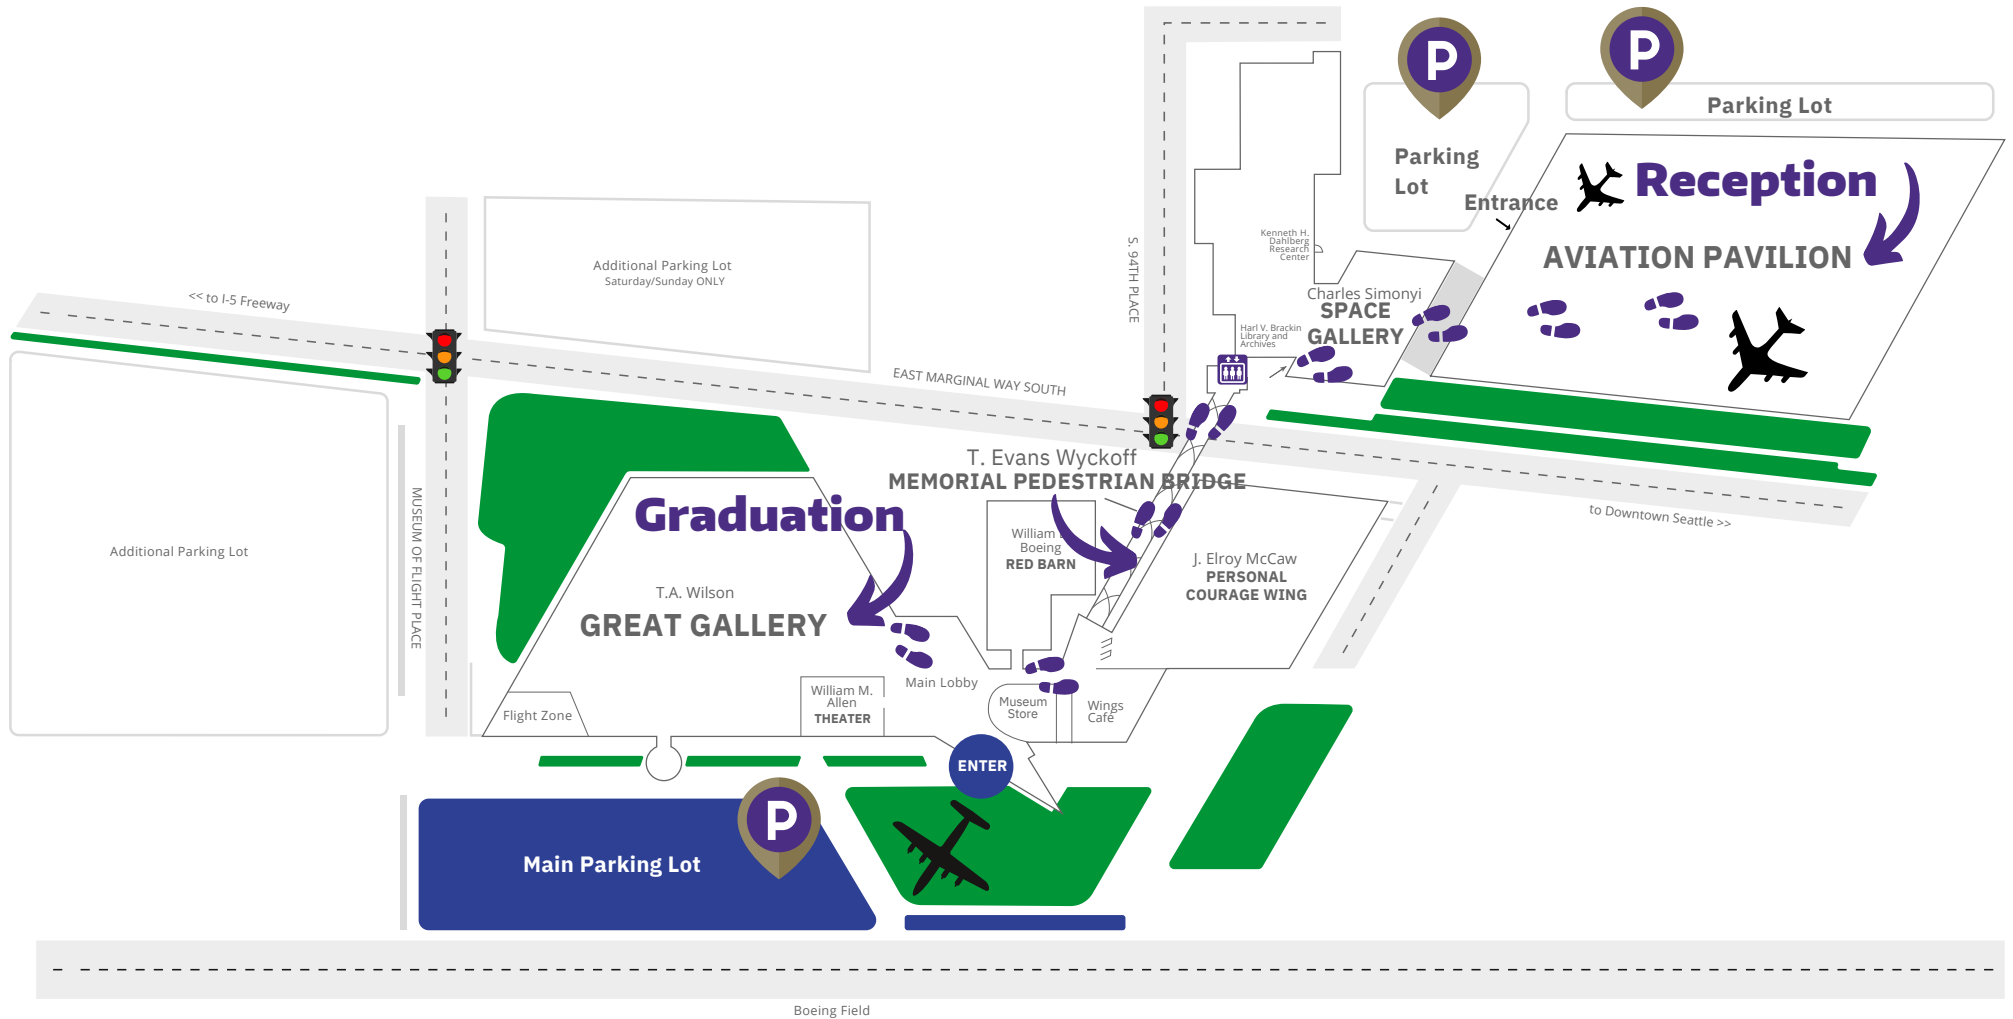 P
P
Parking Lot
Parking
Lot
Entrance
Reception
AVIATION PAVILION
Kenneth H.
Dahlberg
Research
Center
S. 94TH PLACE
Additional Parking Lot
Saturday/Sunday ONLY
<< to I-5 Freeway
Charles Simonyi
SPACE
GALLERY
Harl V. Brackin
Library and
Archives
EAST MARGINAL WAY SOUTH
T. Evans Wyckoff
MEMORIAL PEDESTRIAN BRIDGE
to Downtown Seattle >>
Graduation
MUSEUM OF FLIGHT PLACE
Additional Parking Lot
William
Boeing
RED BARN
J. Elroy McCaw
PERSONAL
COURAGE WING
T.A. Wilson
GREAT GALLERY
Main Lobby
William M.
Allen
THEATER
Museum
Store
Wings
Café
Flight Zone
ENTER
P
Main Parking Lot
Boeing Field